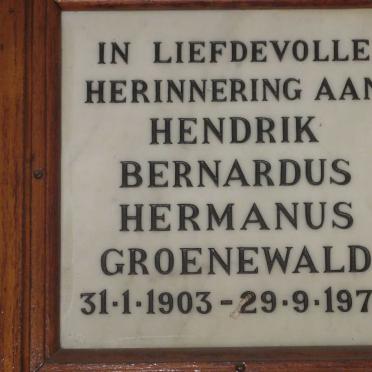 IN LIEFDEVOLLE
HERINNERING AAN
HENDRIK
BERNARDUS
HERMANUS
GROENEWALD
31·1·1903 - 29·9·197